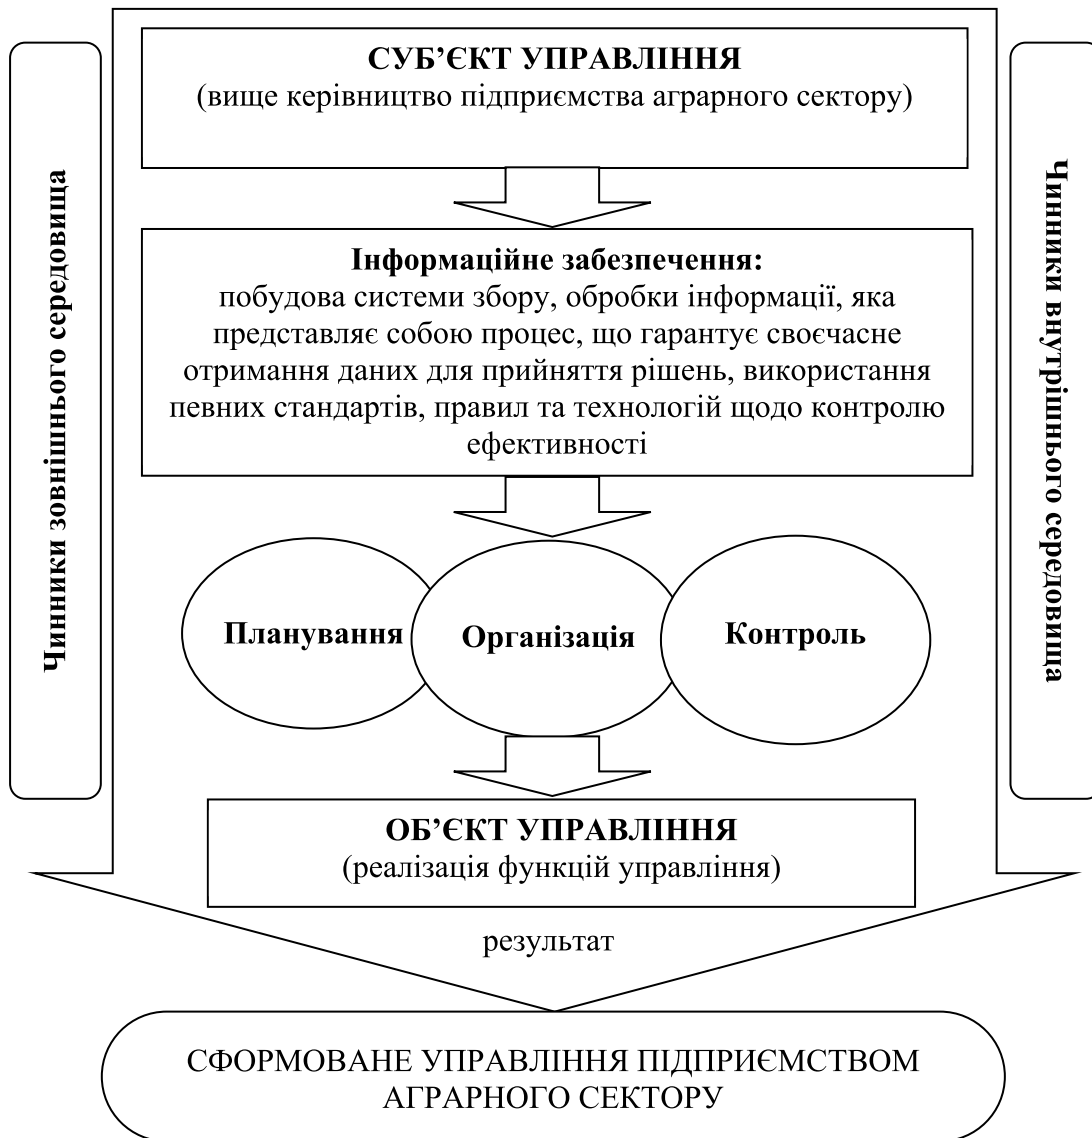 СУБ’ЄКТ УПРАВЛІННЯ
(вище керівництво підприємства аграрного сектору)
Чинники зовнішнього середовища
Чинники внутрішнього середовища
Інформаційне забезпечення:
побудова системи збору, обробки інформації, яка
представляє собою процес, що гарантує своєчасне
отримання даних для прийняття рішень, використання
певних стандартів, правил та технологій щодо контролю
ефективності
Планування
Організація
Контроль
ОБ’ЄКТ УПРАВЛІННЯ
(реалізація функцій управління)
результат
СФОРМОВАНЕ УПРАВЛІННЯ ПІДПРИЄМСТВОМ
АГРАРНОГО СЕКТОРУ